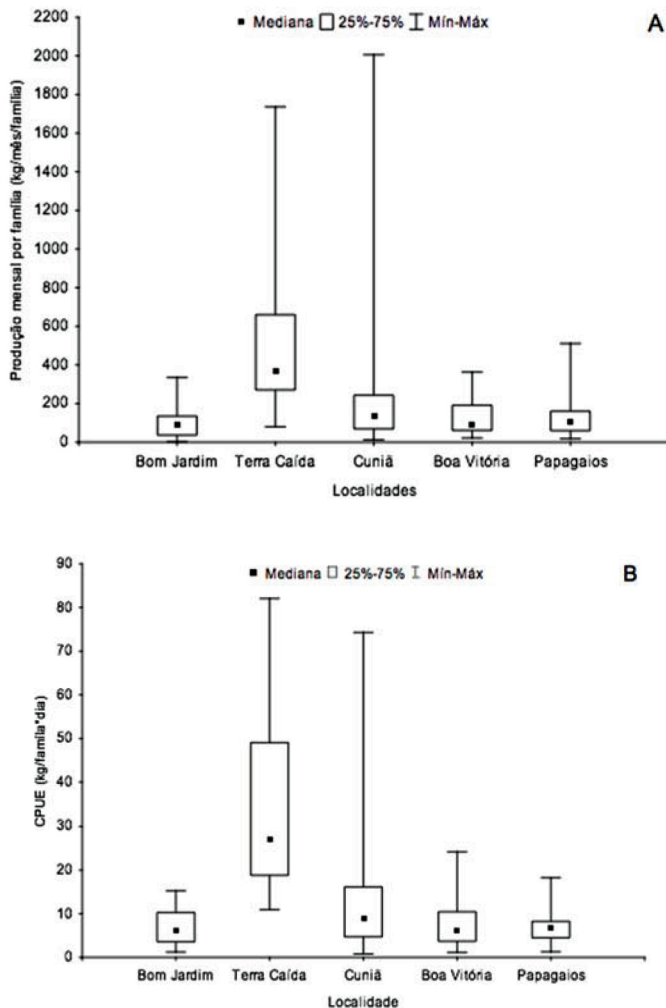 Mediana 25%-75% Mín-Máx
A
2200
2000
1800
1600
1400
1200
1000
800
600
400
200
0
Produção mensal por família (kg/mês/família)
Bom Jardim Terra Caída Cuniã Boa Vitória Papagaios
Localidades
Mediana 25%-75% Mín-Máx
B
90
80
70
60
50
40
30
20
10
0
CPUE (kg/família*dia)
Bom Jardim Terra Caída Cuniã Boa Vitória Papagaios
Localidade